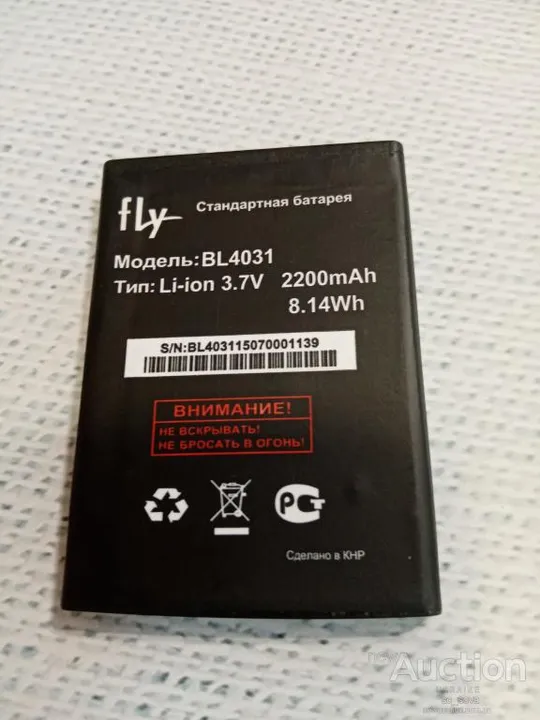 fly Стандартная батарея
Модель: BL4031
Тип: Li-ion 3.7V 2200mAh
8.14Wh
S/N:BL403115070001139
ВНИМАНИЕ!
НЕ ВСКРЫВАТЬ!
НЕ БРОСАТЬ В ОГОНЬ!
Сделано в КНР
Auction